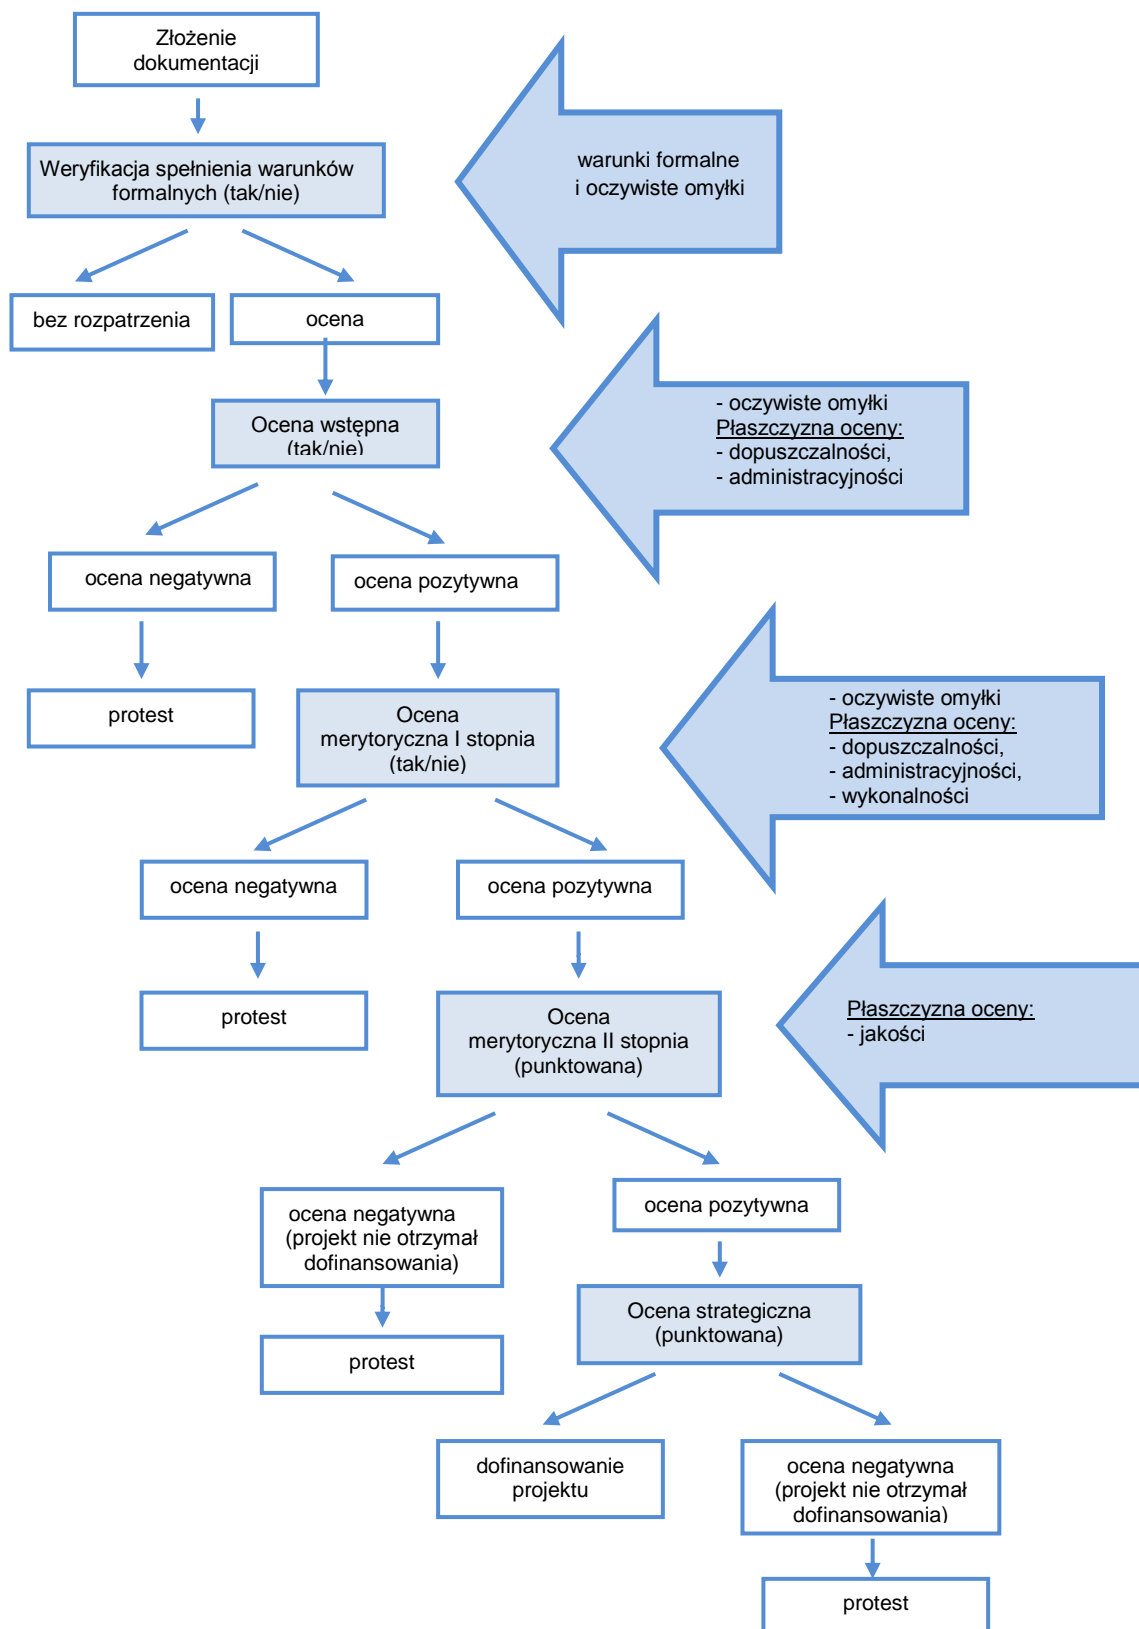 Złożenie
dokumentacji
warunki formalne
i oczywiste omyłki
Weryfikacja spełnienia warunków
formalnych (tak/nie)
bez rozpatrzenia
ocena
- oczywiste omyłki
Płaszczyzna oceny:
- dopuszczalności,
- administracyjności
Ocena wstępna
(tak/nie)
ocena negatywna
ocena pozytywna
protest
- oczywiste omyłki
Płaszczyzna oceny:
- dopuszczalności,
- administracyjności,
- wykonalności
Ocena
merytoryczna I stopnia
(tak/nie)
ocena negatywna
ocena pozytywna
protest
Płaszczyzna oceny:
- jakości
Ocena
merytoryczna II stopnia
(punktowana)
ocena negatywna
(projekt nie otrzymał
dofinansowania)
ocena pozytywna
protest
Ocena strategiczna
(punktowana)
dofinansowanie
projektu
ocena negatywna
(projekt nie otrzymał
dofinansowania)
protest